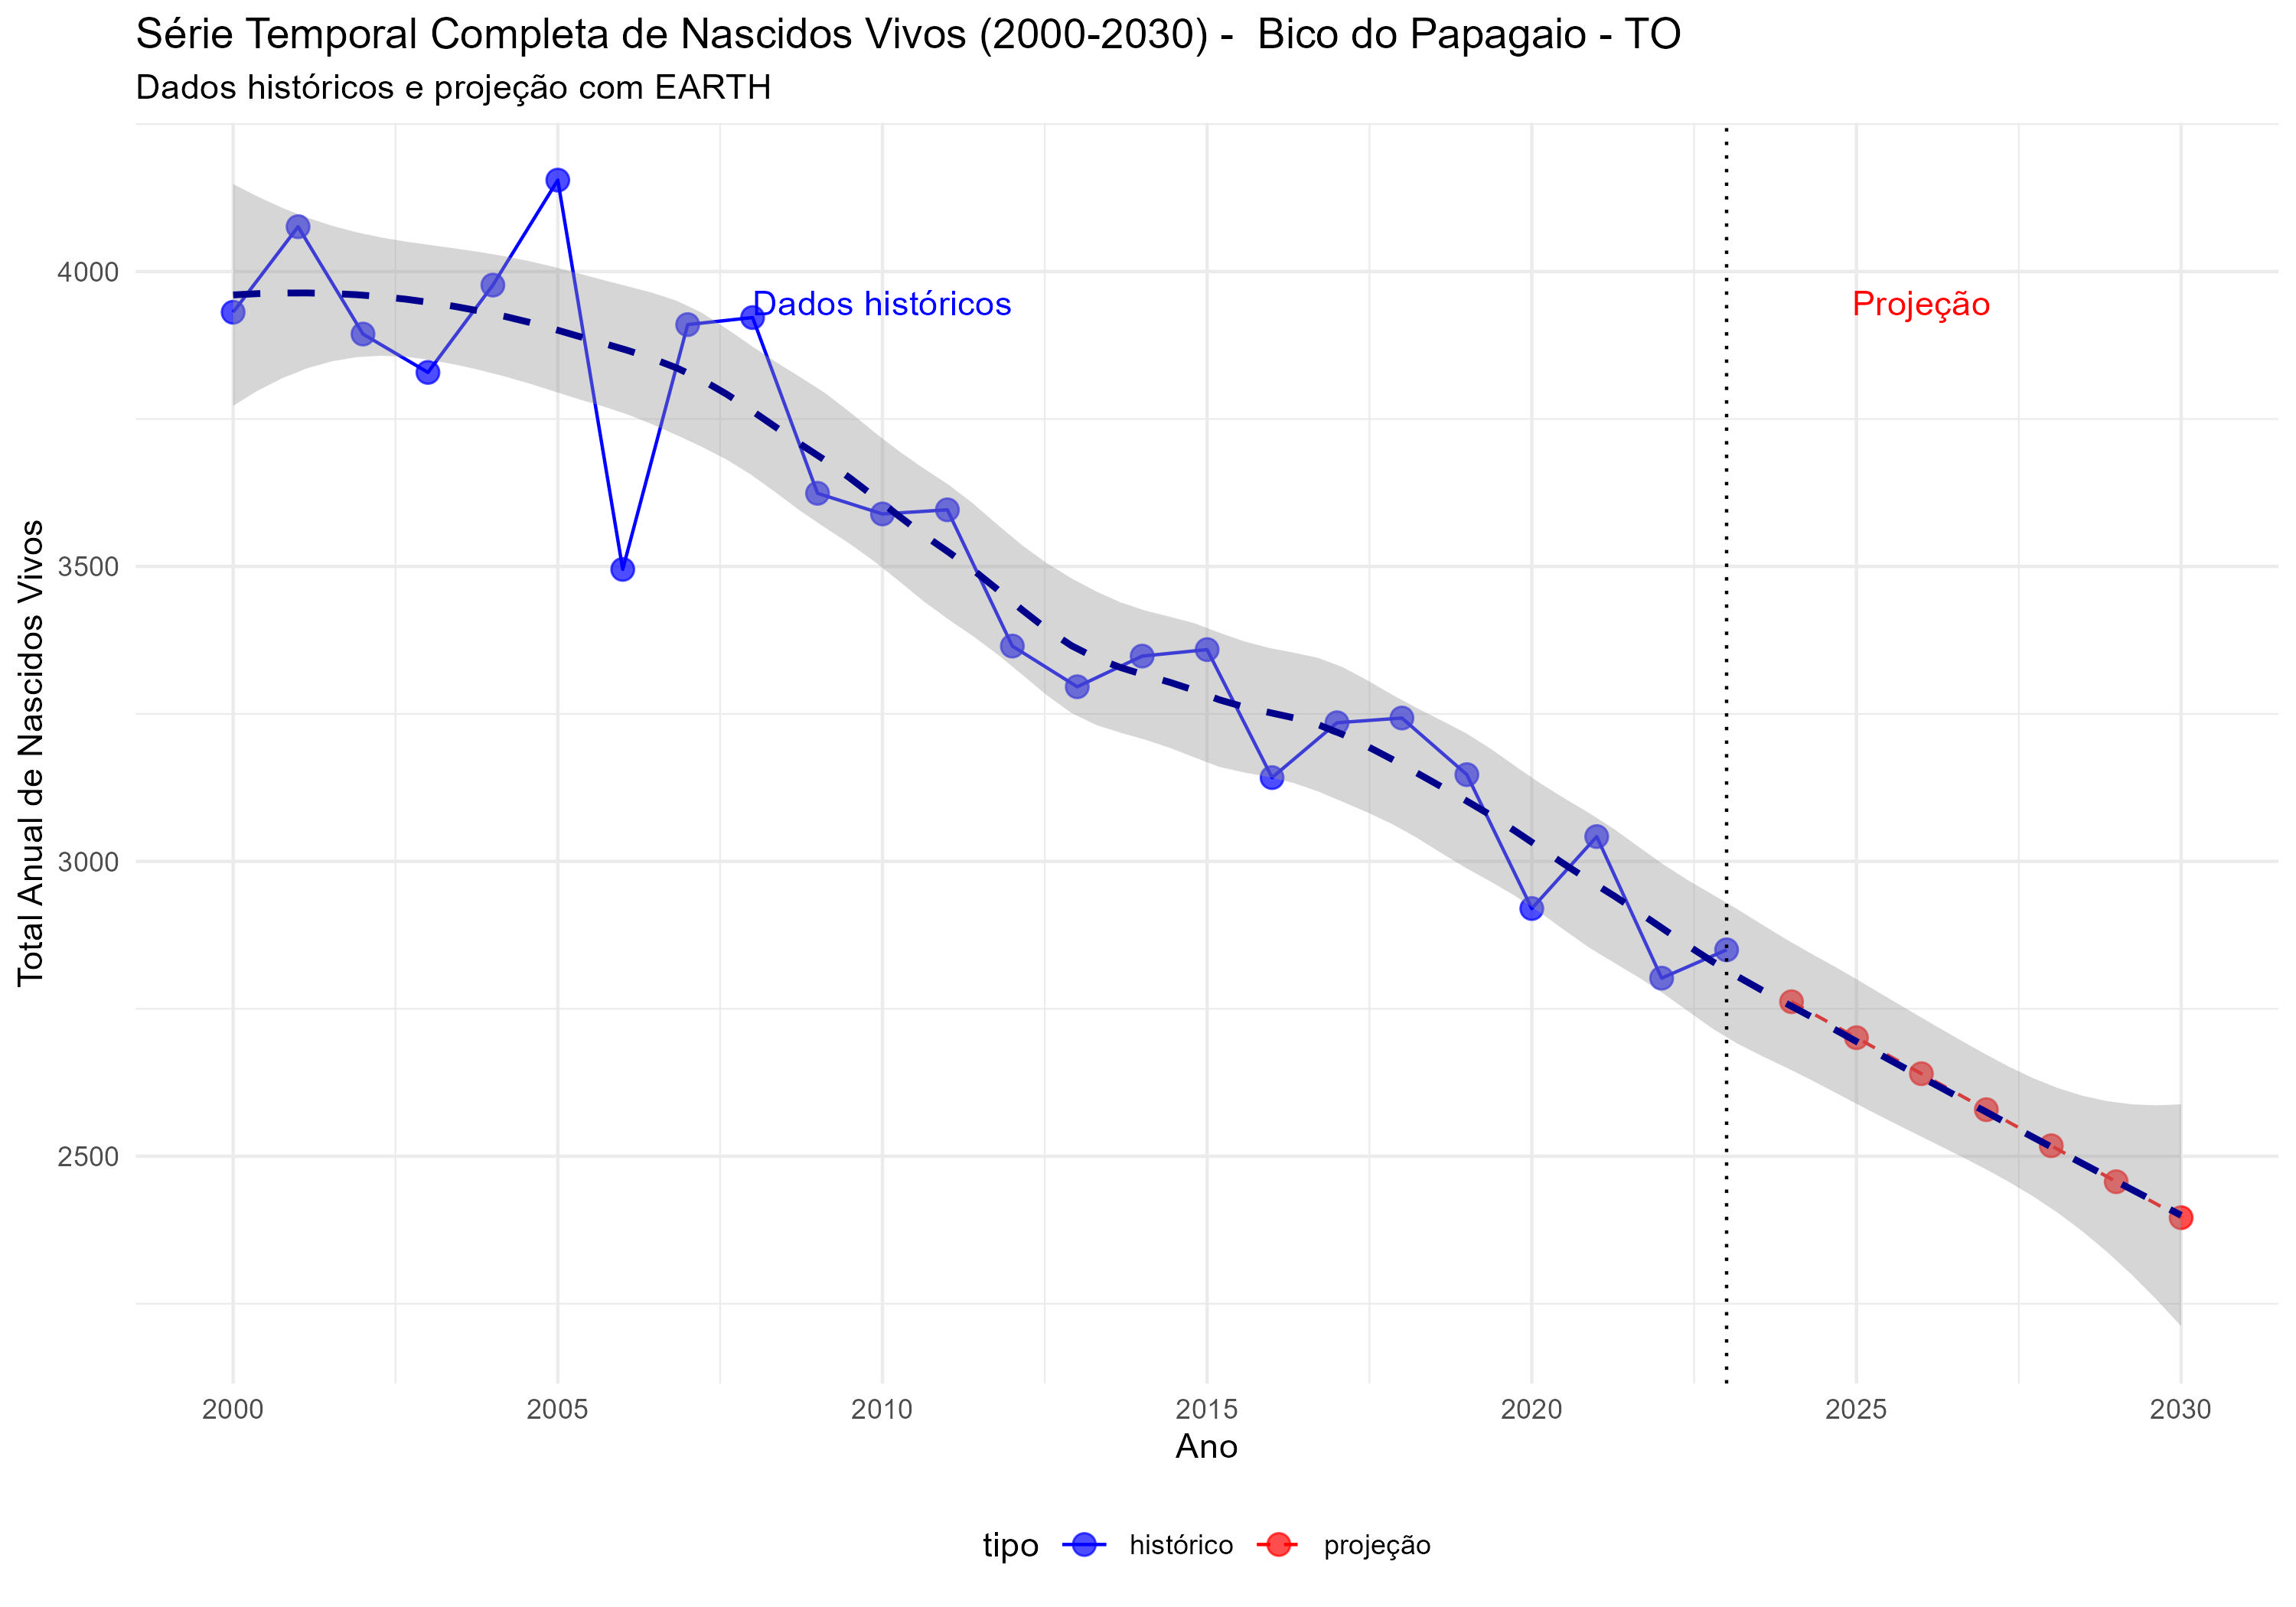 Série Temporal Completa de Nascidos Vivos (2000-2030) -  Bico do Papagaio - TO
Dados históricos e projeção com EARTH
Total Anual de Nascidos Vivos
4000
3500
3000
2500
Dados históricos
Projeção
2000
2005
2010
2015
2020
2025
2030
Ano
tipo
histórico
projeção